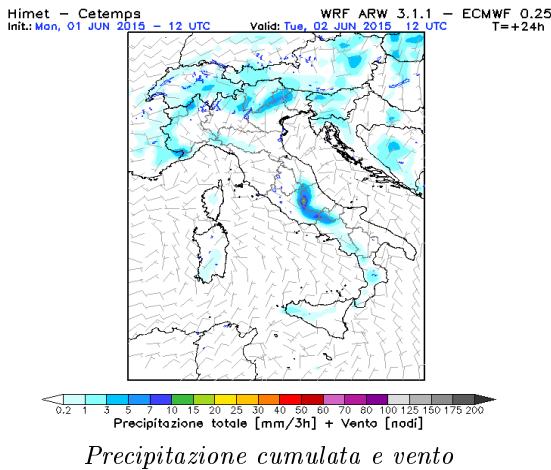 Himet – Cetemps WRF ARW 3.1.1 – ECMWF 0.25
Init.: Mon, 01 JUN 2015 – 12 UTC Valid: Tue, 02 JUN 2015 12 UTC T=+24h
0.2 1 3 5 7 10 15 20 25 30 40 50 60 70 80 100 125 150 175 200
Precipitazione totale [mm/3h] + Vento [nodi]
Precipitazione cumulata e vento